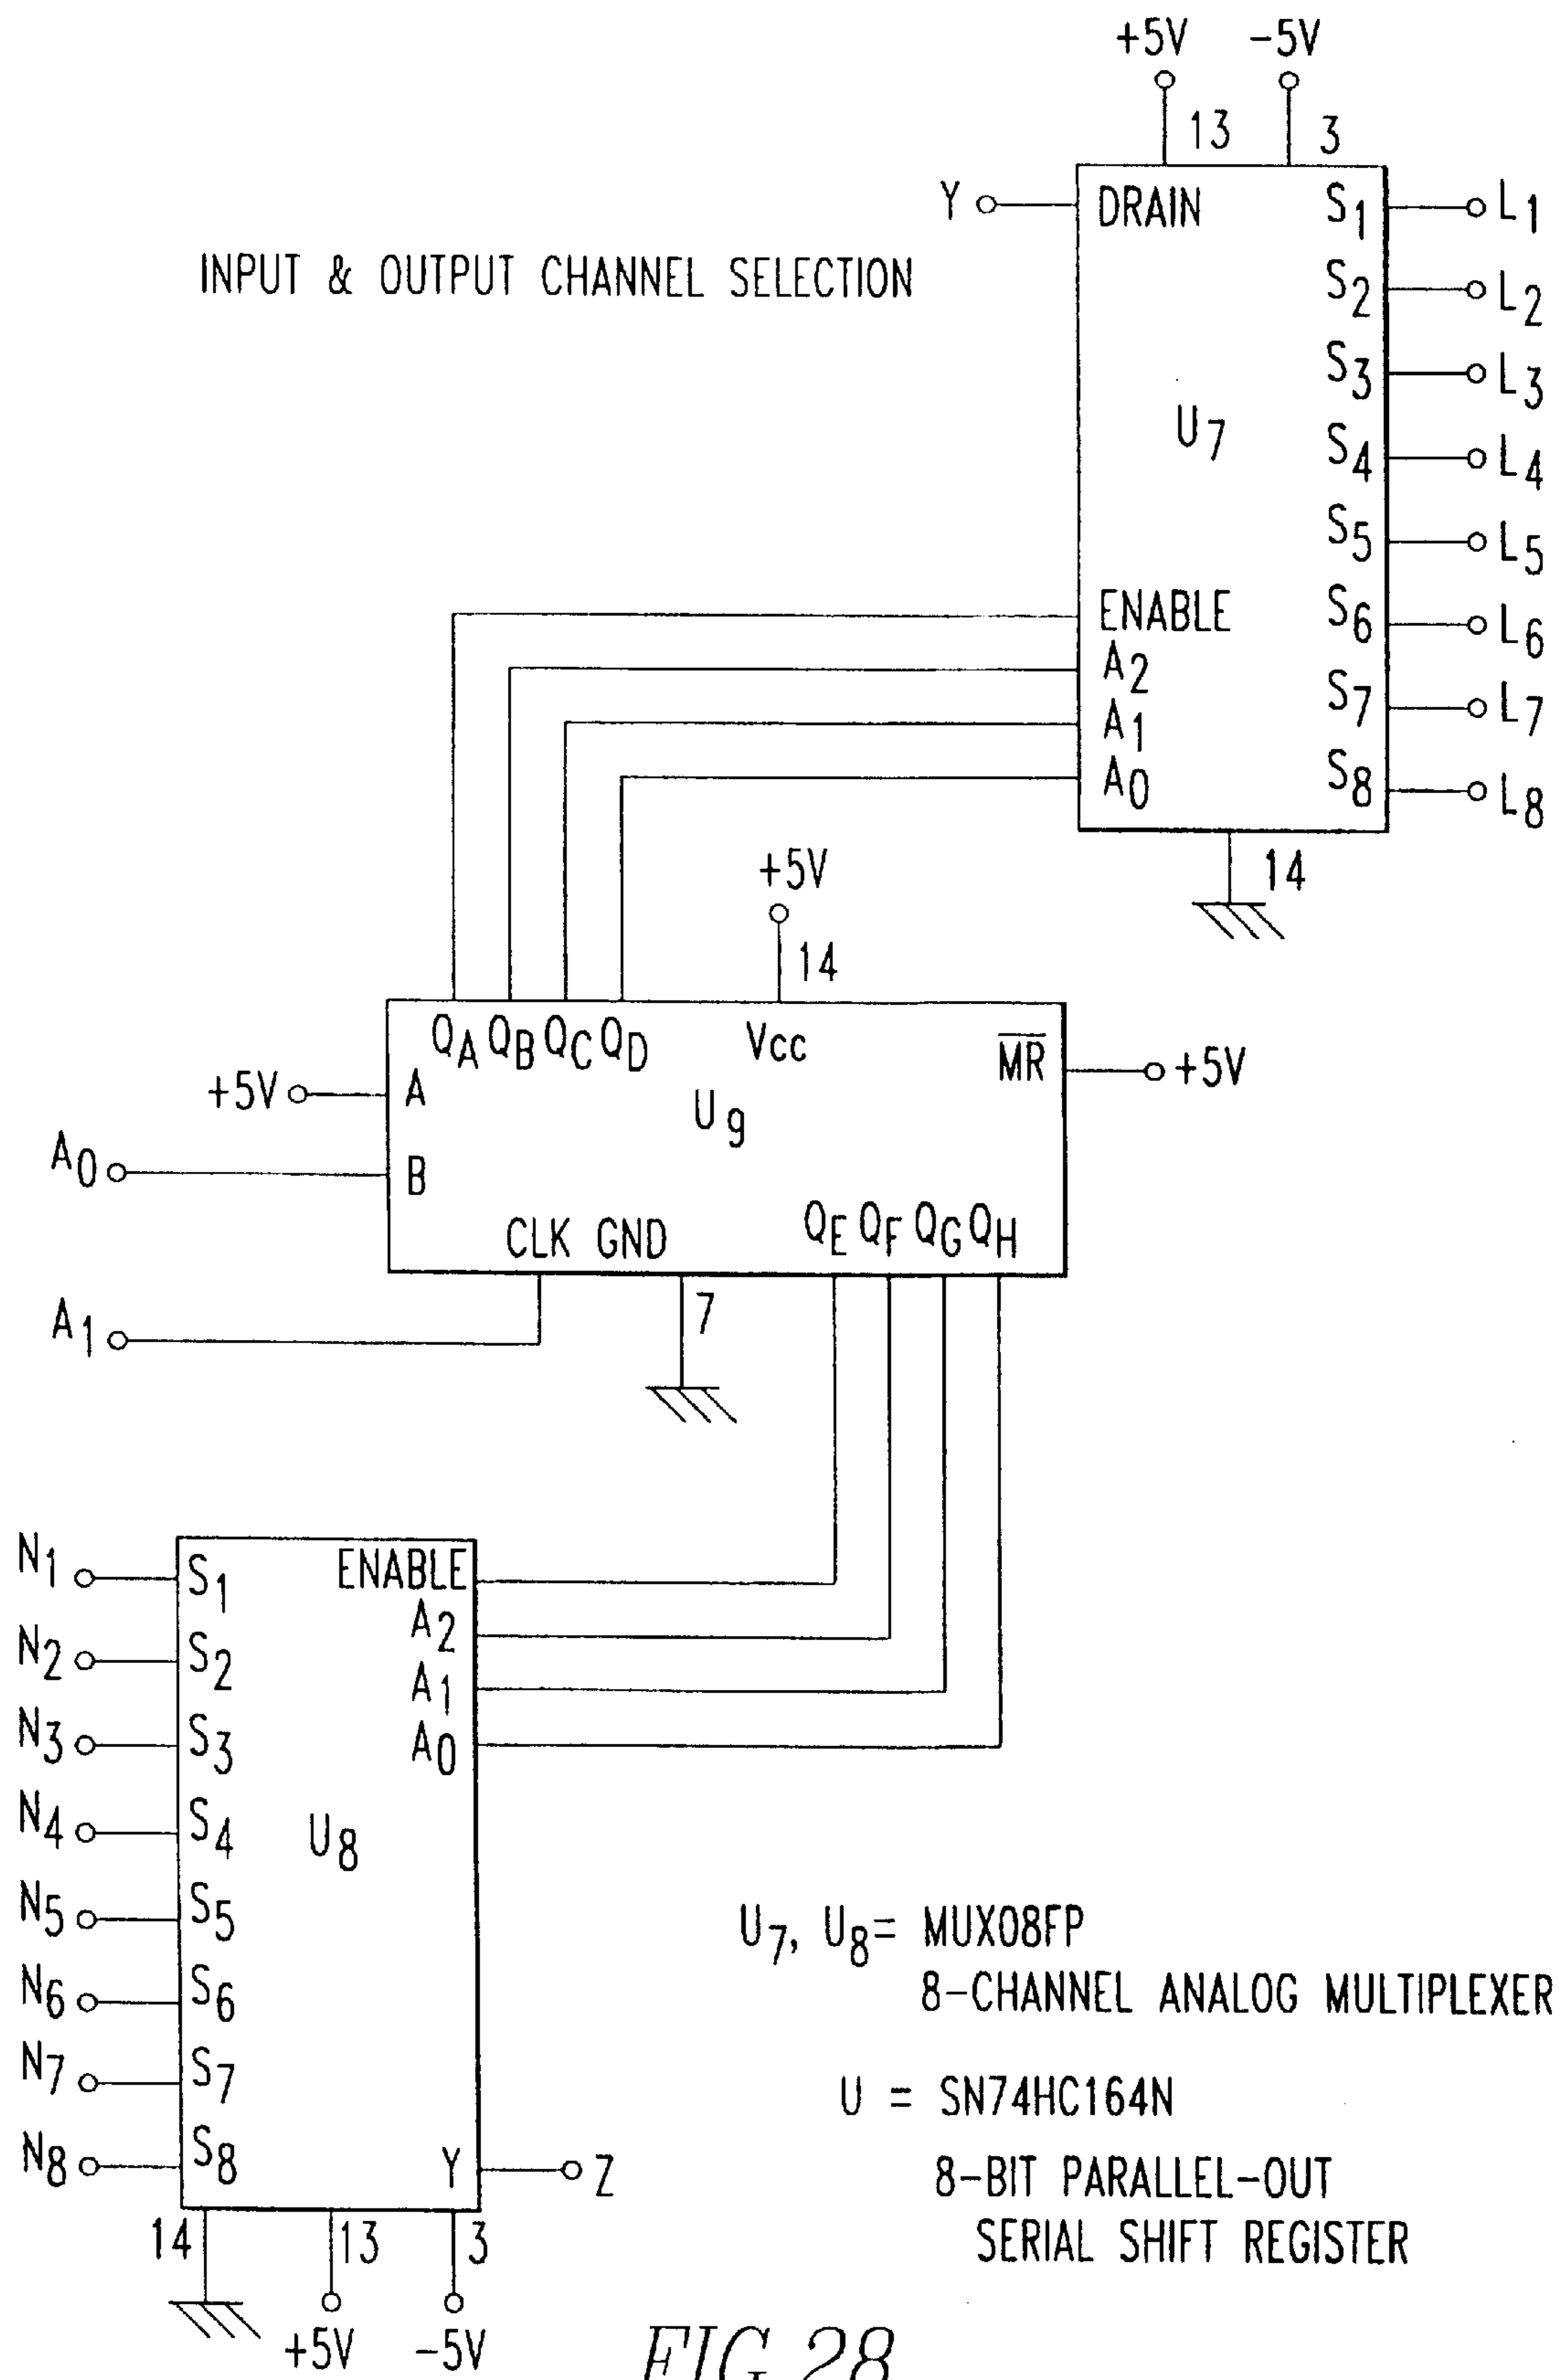 +5V -5V
13 3
Y DRAIN S1 L1
INPUT & OUTPUT CHANNEL SELECTION
S2 L2
S3 L3
U7
S4 L4
S5 L5
ENABLE S6 L6
A2
A1 S7 L7
A0 S8 L8
14
+5V
14
QA QB QC QD Vcc MR +5V
+5V A
U9
A0 B
CLK GND QE QF QG QH
A1 7
N1 S1 ENABLE
N2 S2 A2
A1
N3 S3 A0
N4 S4 U8
N5 S5
N6 S6
N7 S7
N8 S8 Y Z
14 13 3
+5V -5V
U7, U8= MUX08FP
8-CHANNEL ANALOG MULTIPLEXER
U = SN74HC164N
8-BIT PARALLEL-OUT
SERIAL SHIFT REGISTER
FIG. 28